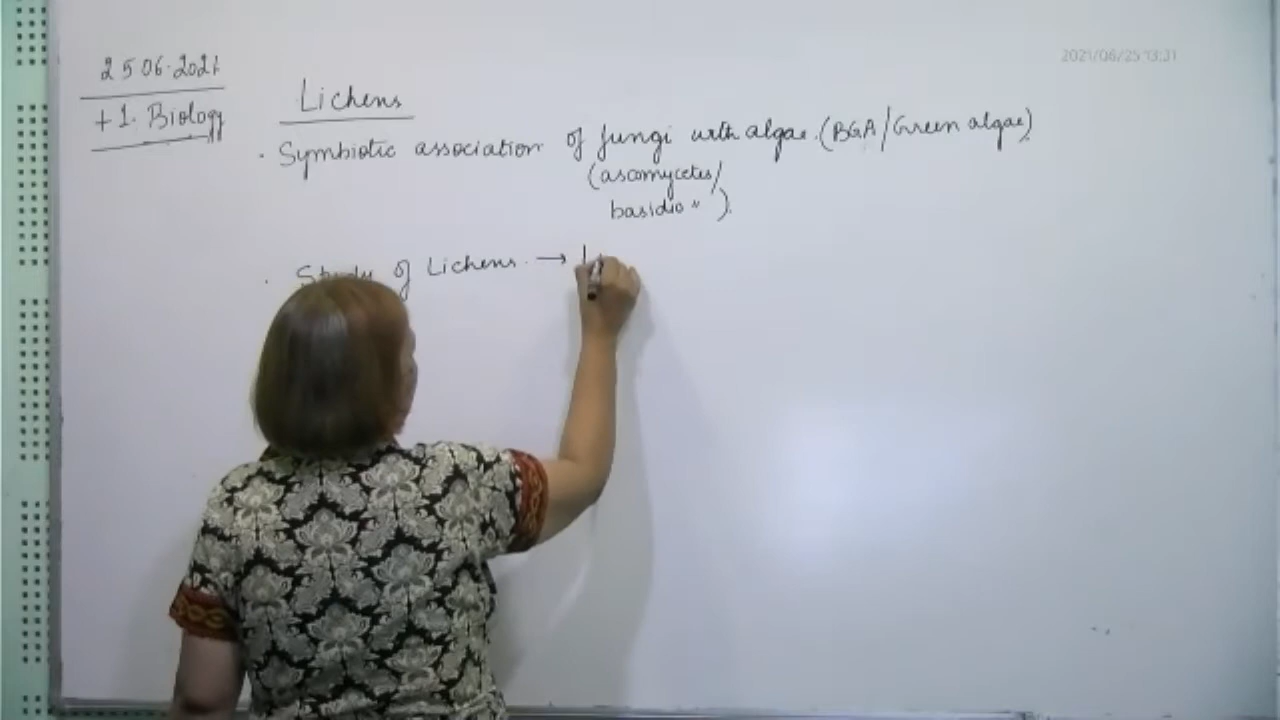 2021/06/25 13:31
25 06.2021
+1. Biology
Lichens
. Symbiotic association of fungi with algae. (BGA/Green algae).
(ascomycetes/
basidio " ).
. Study of Lichens. →